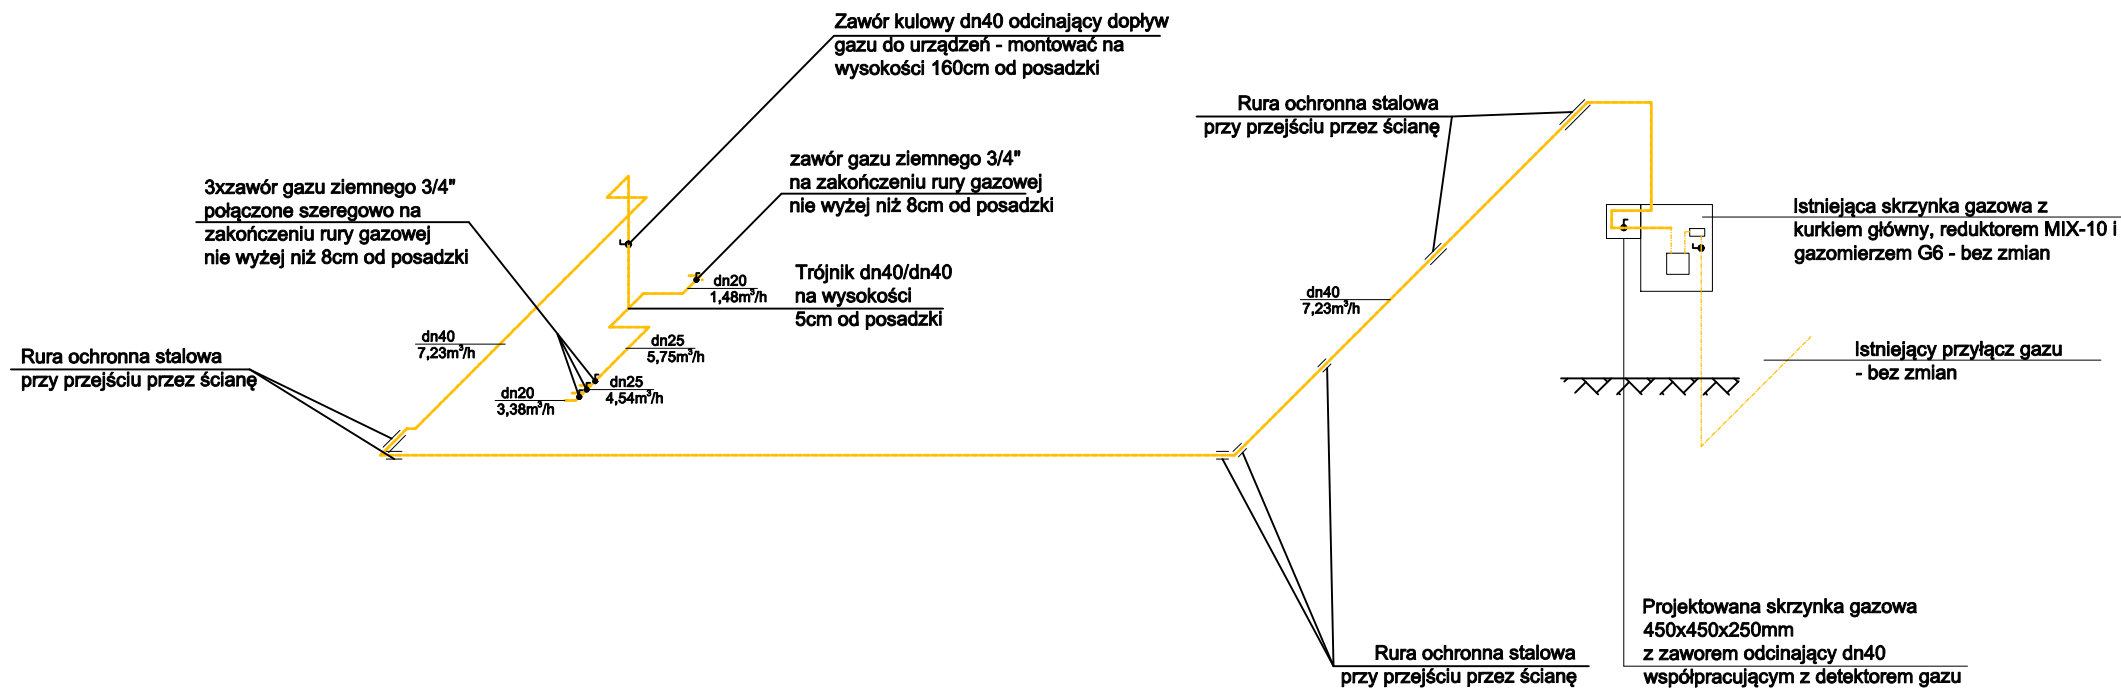 Zawór kulowy dn40 odcinający dopływ
gazu do urządzeń - montować na
wysokości 160cm od posadzki
Rura ochronna stalowa
przy przejściu przez ścianę
zawór gazu ziemnego 3/4"
na zakończeniu rury gazowej
nie wyżej niż 8cm od posadzki
3xzawór gazu ziemnego 3/4"
połączone szeregowo na
zakończeniu rury gazowej
nie wyżej niż 8cm od posadzki
Istniejąca skrzynka gazowa z
kurkiem główny, reduktorem MIX-10 i
gazomierzem G6 - bez zmian
Trójnik dn40/dn40
na wysokości
5cm od posadzki
dn20
1,48m³/h
dn40
7,23m³/h
dn40
7,23m³/h
dn25
5,75m³/h
Rura ochronna stalowa
przy przejściu przez ścianę
Istniejący przyłącz gazu
- bez zmian
dn25
4,54m³/h
dn20
3,38m³/h
Projektowana skrzynka gazowa
450x450x250mm
z zaworem odcinający dn40
współpracującym z detektorem gazu
Rura ochronna stalowa
przy przejściu przez ścianę